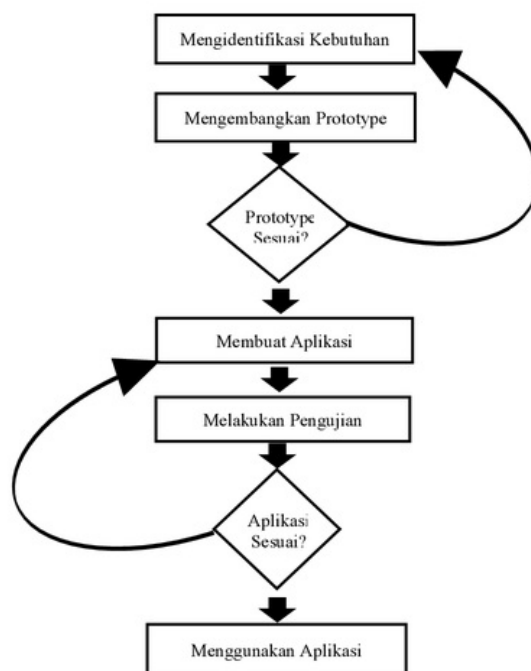 Mengidentifikasi Kebutuhan
Mengembangkan Prototype
Prototype
Sesuai?
Membuat Aplikasi
Melakukan Pengujian
Aplikasi
Sesuai?
Menggunakan Aplikasi